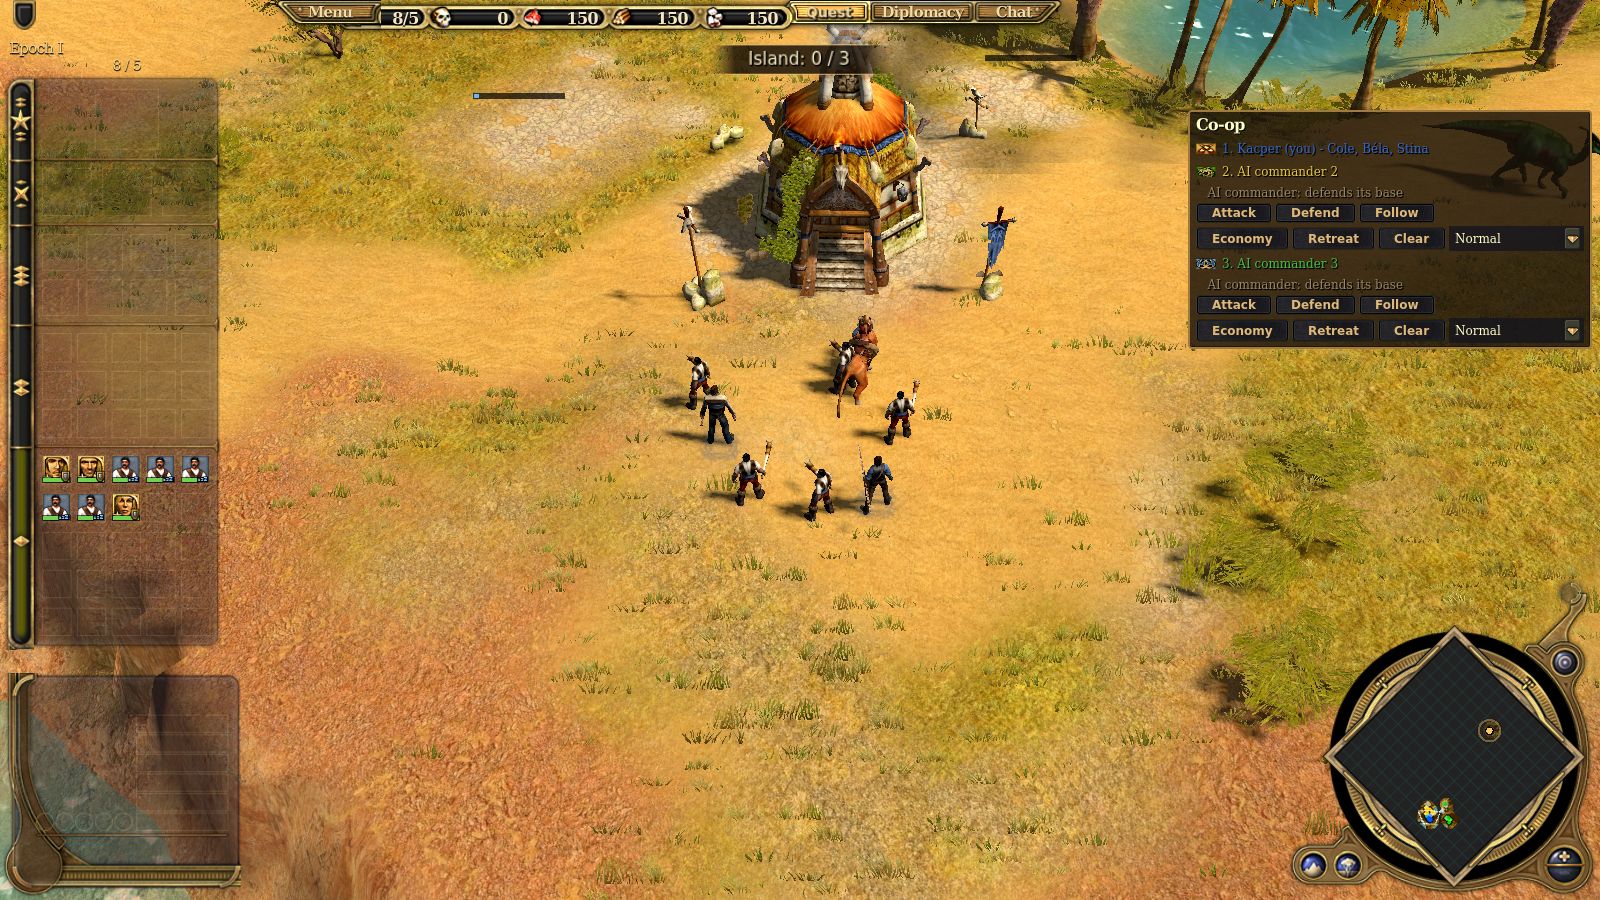 Menu
8/5
0
150
150
150
Quest
Diplomacy
Chat
Epoch I
8 / 5
Island: 0 / 3
Co-op
1. Kacper (you) - Cole, Béla, Stina
2. AI commander 2
AI commander: defends its base
Attack
Defend
Follow
Economy
Retreat
Clear
Normal
3. AI commander 3
AI commander: defends its base
Attack
Defend
Follow
Economy
Retreat
Clear
Normal